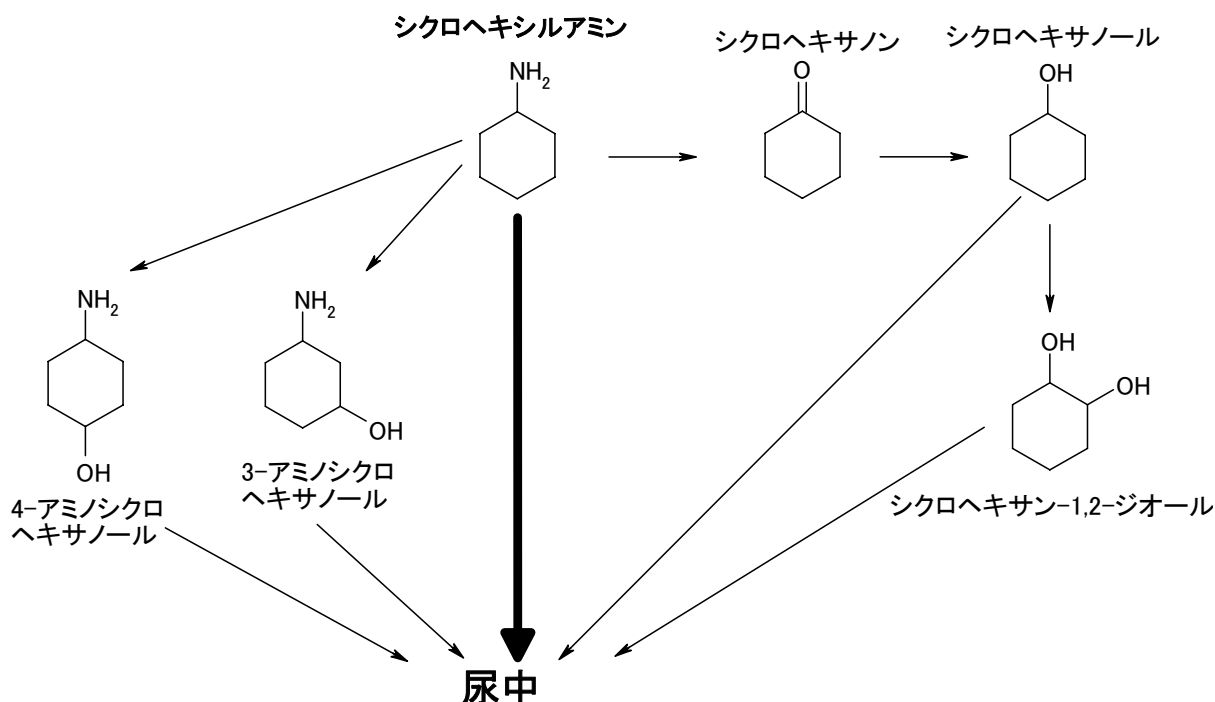 シクロヘキシルアミン
NH2
シクロヘキサノン
O
シクロヘキサノール
OH
NH2
OH
4-アミノシクロ
ヘキサノール
NH2
OH
3-アミノシクロ
ヘキサノール
OH
OH
シクロヘキサン-1,2-ジオール
尿中